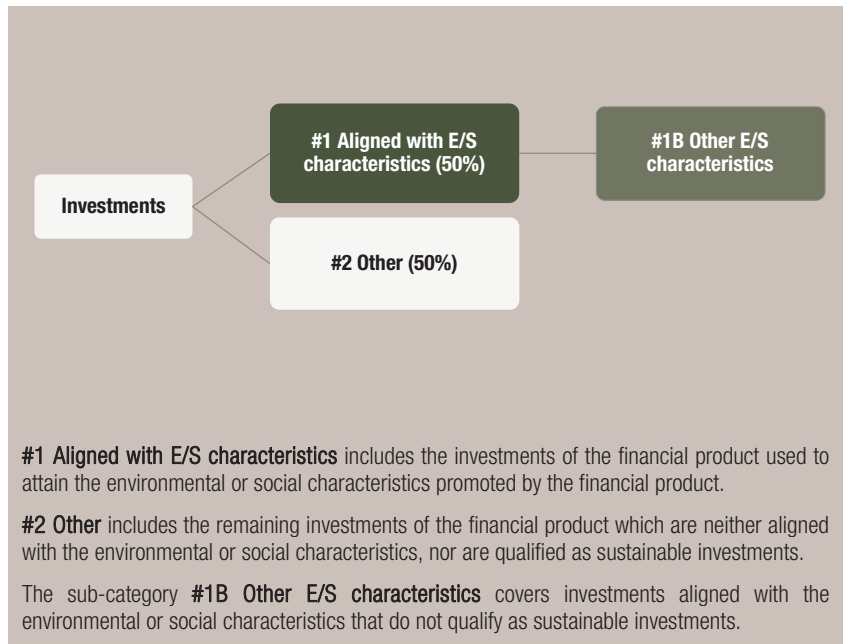 #1 Aligned with E/S
characteristics (50%)
#1B Other E/S
characteristics
Investments
#2 Other (50%)
#1 Aligned with E/S characteristics includes the investments of the financial product used to
attain the environmental or social characteristics promoted by the financial product.
#2 Other includes the remaining investments of the financial product which are neither aligned
with the environmental or social characteristics, nor are qualified as sustainable investments.
The sub-category #1B Other E/S characteristics covers investments aligned with the
environmental or social characteristics that do not qualify as sustainable investments.